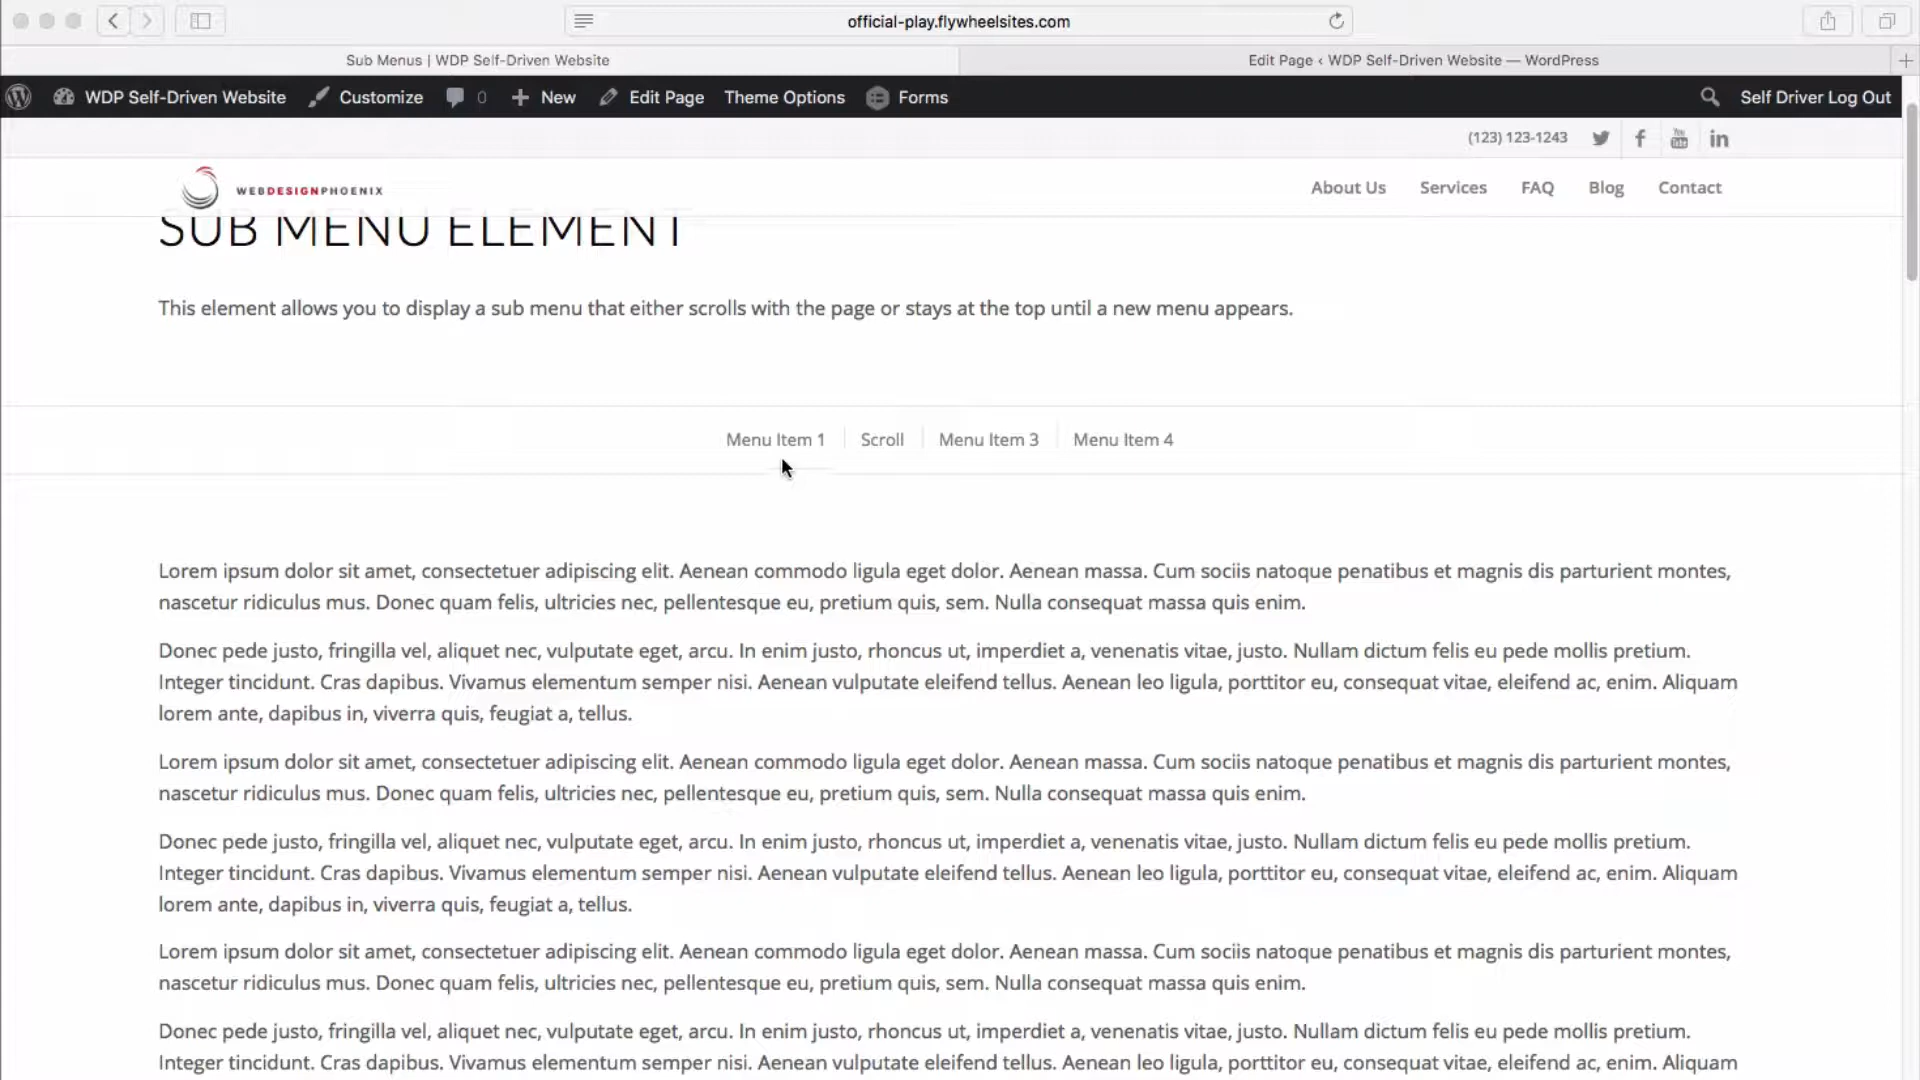 official-play.flywheelsites.com
Sub Menus | WDP Self-Driven Website
Edit Page ‹ WDP Self-Driven Website — WordPress
WDP Self-Driven Website Customize 0 New Edit Page Theme Options Forms Self Driver Log Out
(123) 123-1243
WEBDESIGNPHOENIX
About Us Services FAQ Blog Contact
SUB MENU ELEMENT
This element allows you to display a sub menu that either scrolls with the page or stays at the top until a new menu appears.
Menu Item 1 Scroll Menu Item 3 Menu Item 4
Lorem ipsum dolor sit amet, consectetuer adipiscing elit. Aenean commodo ligula eget dolor. Aenean massa. Cum sociis natoque penatibus et magnis dis parturient montes,
nascetur ridiculus mus. Donec quam felis, ultricies nec, pellentesque eu, pretium quis, sem. Nulla consequat massa quis enim.
Donec pede justo, fringilla vel, aliquet nec, vulputate eget, arcu. In enim justo, rhoncus ut, imperdiet a, venenatis vitae, justo. Nullam dictum felis eu pede mollis pretium.
Integer tincidunt. Cras dapibus. Vivamus elementum semper nisi. Aenean vulputate eleifend tellus. Aenean leo ligula, porttitor eu, consequat vitae, eleifend ac, enim. Aliquam
lorem ante, dapibus in, viverra quis, feugiat a, tellus.
Lorem ipsum dolor sit amet, consectetuer adipiscing elit. Aenean commodo ligula eget dolor. Aenean massa. Cum sociis natoque penatibus et magnis dis parturient montes,
nascetur ridiculus mus. Donec quam felis, ultricies nec, pellentesque eu, pretium quis, sem. Nulla consequat massa quis enim.
Donec pede justo, fringilla vel, aliquet nec, vulputate eget, arcu. In enim justo, rhoncus ut, imperdiet a, venenatis vitae, justo. Nullam dictum felis eu pede mollis pretium.
Integer tincidunt. Cras dapibus. Vivamus elementum semper nisi. Aenean vulputate eleifend tellus. Aenean leo ligula, porttitor eu, consequat vitae, eleifend ac, enim. Aliquam
lorem ante, dapibus in, viverra quis, feugiat a, tellus.
Lorem ipsum dolor sit amet, consectetuer adipiscing elit. Aenean commodo ligula eget dolor. Aenean massa. Cum sociis natoque penatibus et magnis dis parturient montes,
nascetur ridiculus mus. Donec quam felis, ultricies nec, pellentesque eu, pretium quis, sem. Nulla consequat massa quis enim.
Donec pede justo, fringilla vel, aliquet nec, vulputate eget, arcu. In enim justo, rhoncus ut, imperdiet a, venenatis vitae, justo. Nullam dictum felis eu pede mollis pretium.
Integer tincidunt. Cras dapibus. Vivamus elementum semper nisi. Aenean vulputate eleifend tellus. Aenean leo ligula, porttitor eu, consequat vitae, eleifend ac, enim. Aliquam